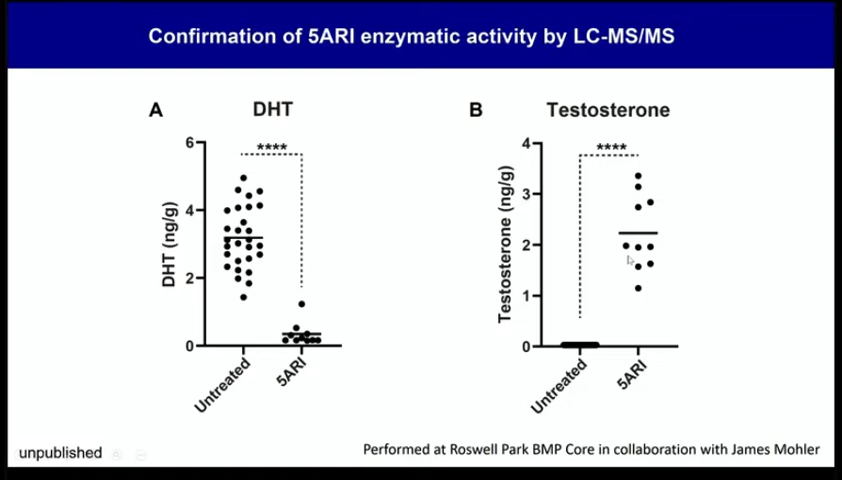 Confirmation of 5ARI enzymatic activity by LC-MS/MS
A
DHT
****
6
4
2
0
DHT (ng/g)
Untreated
5ARI
B
Testosterone
****
4
3
2
1
0
Testosterone (ng/g)
Untreated
5ARI
unpublished
Performed at Roswell Park BMP Core in collaboration with James Mohler